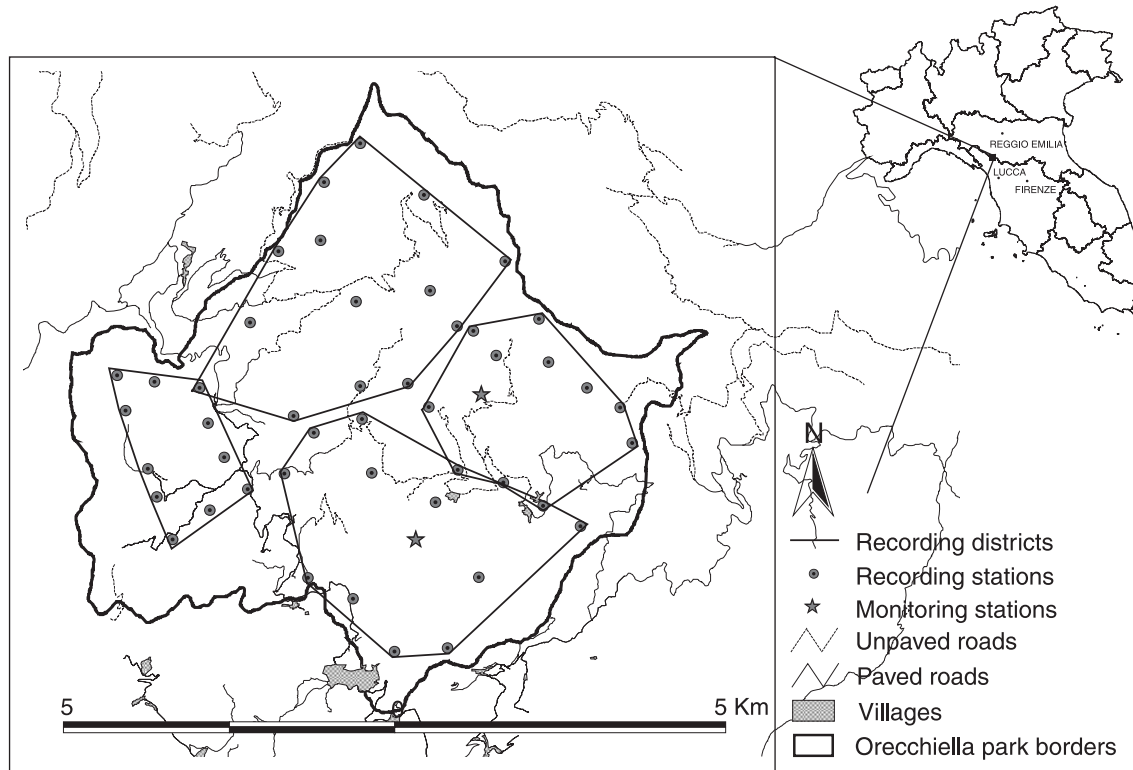 REGGIO EMILIA
LUCCA
FIRENZE
N
Recording districts
Recording stations
Monitoring stations
Unpaved roads
Paved roads
Villages
Orecchiella park borders
5
5 Km